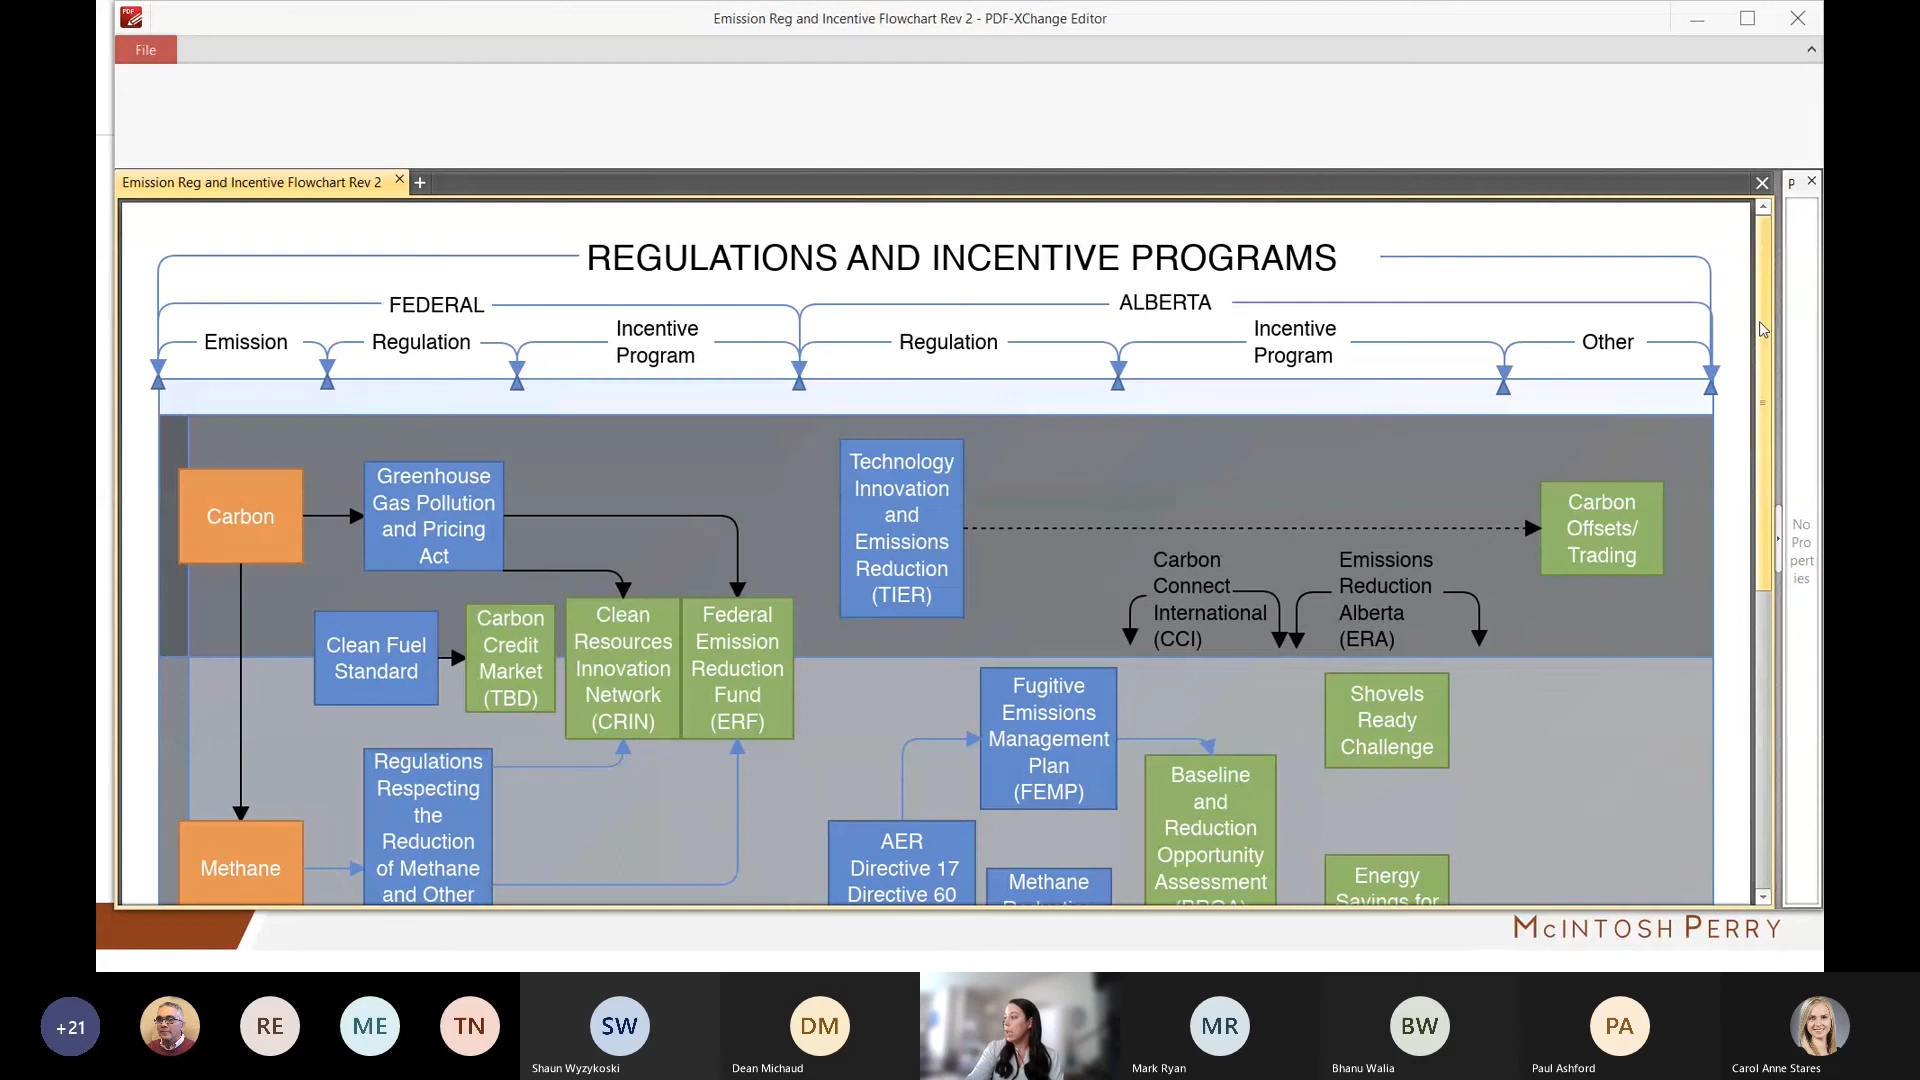 Emission Reg and Incentive Flowchart Rev 2 - PDF-XChange Editor
File
Emission Reg and Incentive Flowchart Rev 2
P
REGULATIONS AND INCENTIVE PROGRAMS
FEDERAL
ALBERTA
Emission
Regulation
Incentive
Program
Regulation
Incentive
Program
Other
Carbon
Greenhouse
Gas Pollution
and Pricing
Act
Technology
Innovation
and
Emissions
Reduction
(TIER)
Carbon
Offsets/
Trading
Carbon
Connect
International
(CCI)
Emissions
Reduction
Alberta
(ERA)
Clean Fuel
Standard
Carbon
Credit
Market
(TBD)
Clean
Resources
Innovation
Network
(CRIN)
Federal
Emission
Reduction
Fund
(ERF)
Fugitive
Emissions
Management
Plan
(FEMP)
Shovels
Ready
Challenge
Methane
Regulations
Respecting
the
Reduction
of Methane
and Other
AER
Directive 17
Directive 60
Methane
Baseline
and
Reduction
Opportunity
Assessment
(BROA)
Energy
Savings for
No
Pro
pert
ies
MCINTOSH PERRY
+21
RE
ME
TN
SW
Shaun Wyzykoski
DM
Dean Michaud
MR
Mark Ryan
BW
Bhanu Walia
PA
Paul Ashford
Carol Anne Stares